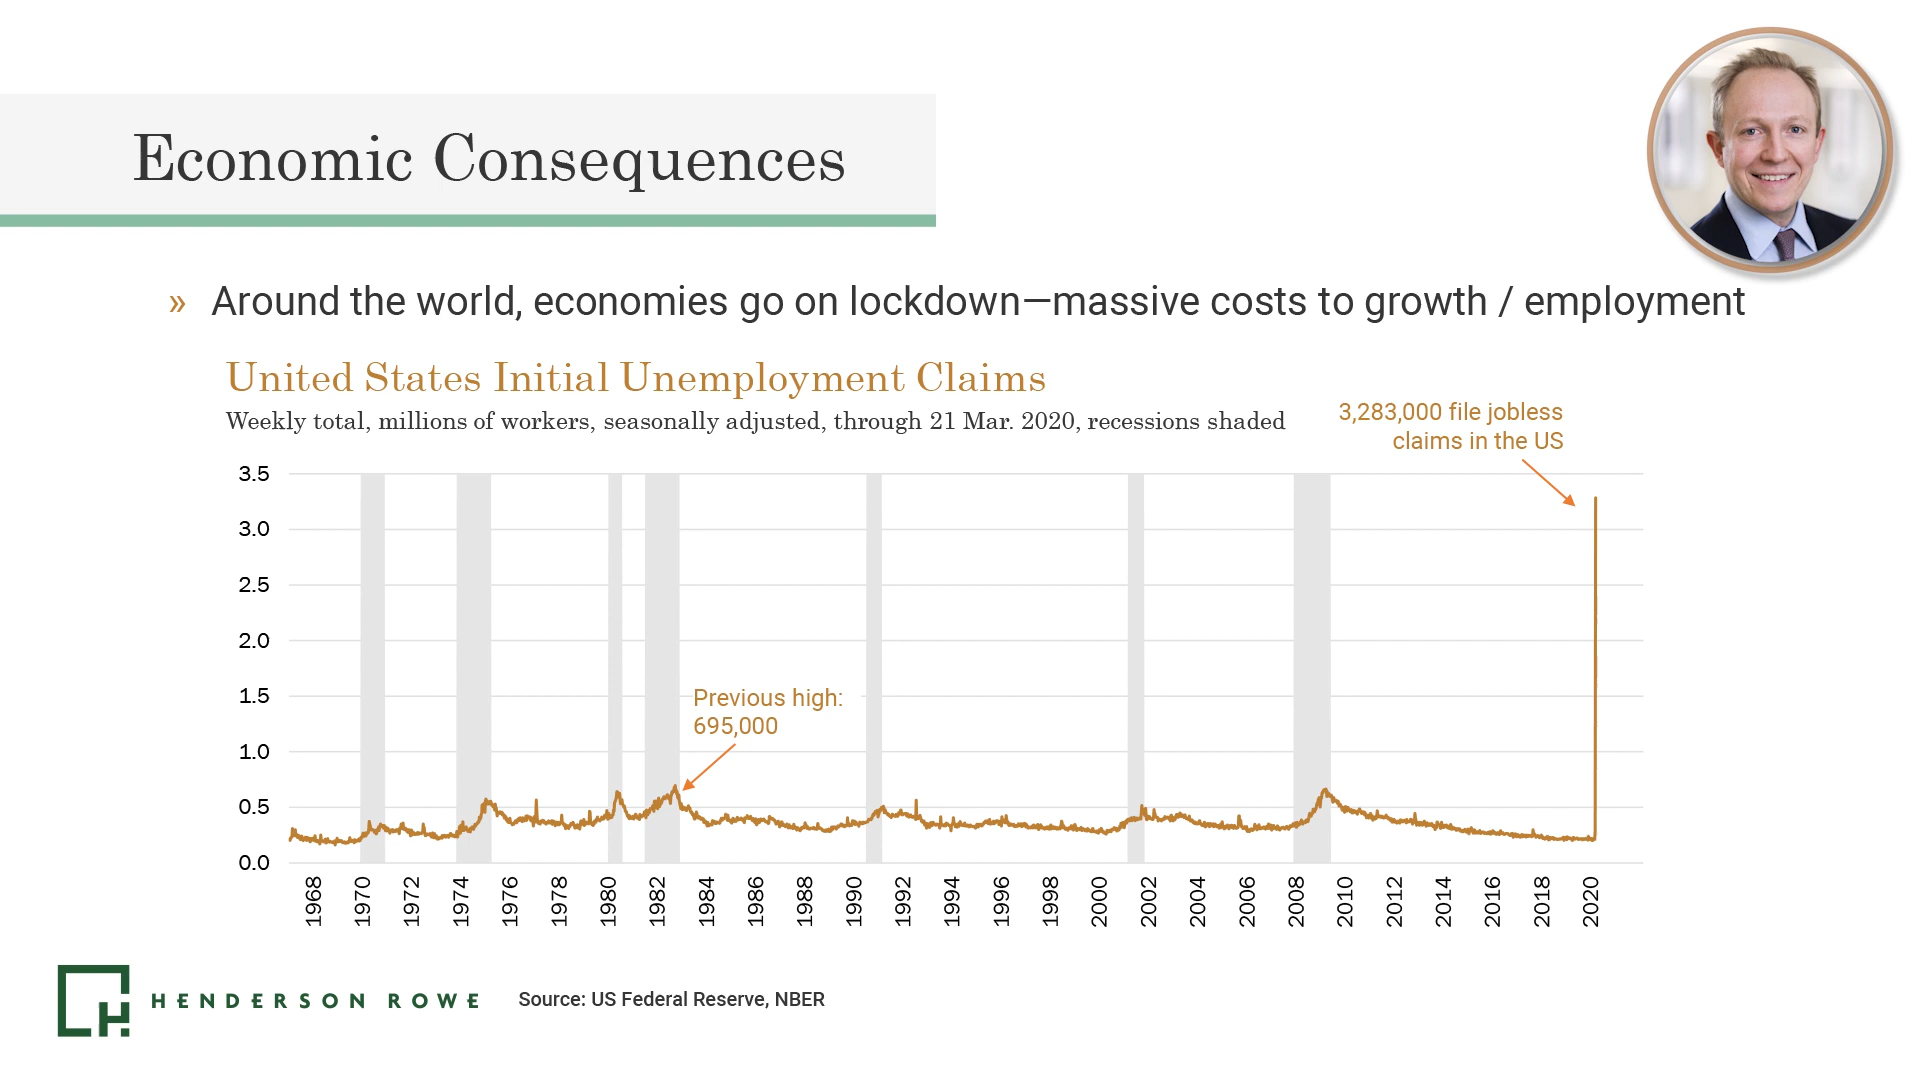 Economic Consequences
» Around the world, economies go on lockdown—massive costs to growth / employment
United States Initial Unemployment Claims
Weekly total, millions of workers, seasonally adjusted, through 21 Mar. 2020, recessions shaded
3,283,000 file jobless
claims in the US
3.5
3.0
2.5
2.0
1.5
1.0
0.5
0.0
Previous high:
695,000
1968 1970 1972 1974 1976 1978 1980 1982 1984 1986 1988 1990 1992 1994 1996 1998 2000 2002 2004 2006 2008 2010 2012 2014 2016 2018 2020
HENDERSON ROWE
Source: US Federal Reserve, NBER